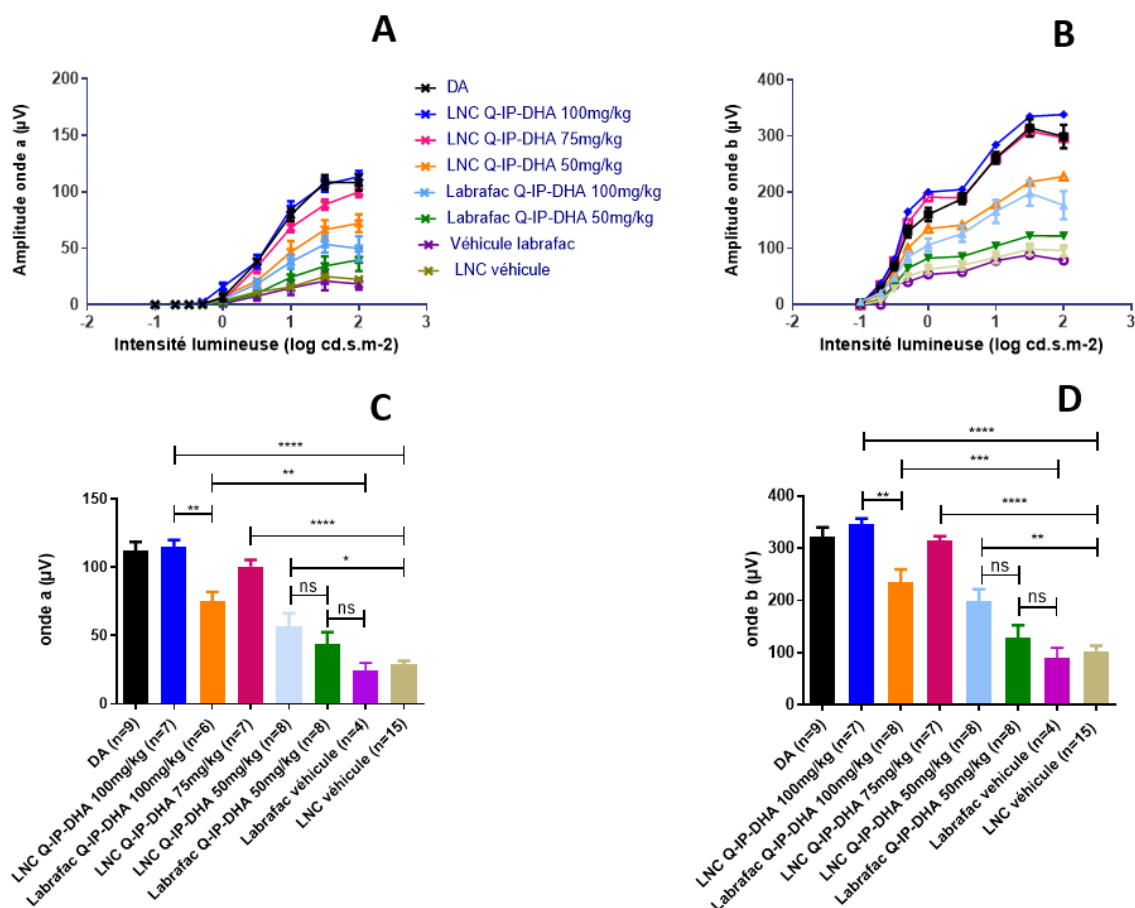 A
200
150
100
50
0
-2
-1
0
1
2
3
Amplitude onde a (µV)
Intensité lumineuse (log cd.s.m-2)
DA
LNC Q-IP-DHA 100mg/kg
LNC Q-IP-DHA 75mg/kg
LNC Q-IP-DHA 50mg/kg
Labrafac Q-IP-DHA 100mg/kg
Labrafac Q-IP-DHA 50mg/kg
Véhicule labrafac
LNC véhicule
B
400
300
200
100
0
-2
-1
0
1
2
3
Amplitude onde b (µV)
Intensité lumineuse (log cd.s.m-2)
C
****
**
**
****
*
ns
ns
150
100
50
0
onde a (µV)
DA (n=9)
LNC Q-IP-DHA 100mg/kg (n=7)
Labrafac Q-IP-DHA 100mg/kg (n=6)
LNC Q-IP-DHA 75mg/kg (n=7)
LNC Q-IP-DHA 50mg/kg (n=8)
Labrafac Q-IP-DHA 50mg/kg (n=8)
Labrafac véhicule (n=4)
LNC véhicule (n=15)
D
****
***
**
****
**
ns
ns
400
300
200
100
0
onde b (µV)
DA (n=9)
LNC Q-IP-DHA 100mg/kg (n=7)
Labrafac Q-IP-DHA 100mg/kg (n=8)
LNC Q-IP-DHA 75mg/kg (n=7)
LNC Q-IP-DHA 50mg/kg (n=8)
Labrafac Q-IP-DHA 50mg/kg (n=8)
Labrafac vehicule (n=4)
LNC véhicule (n=15)